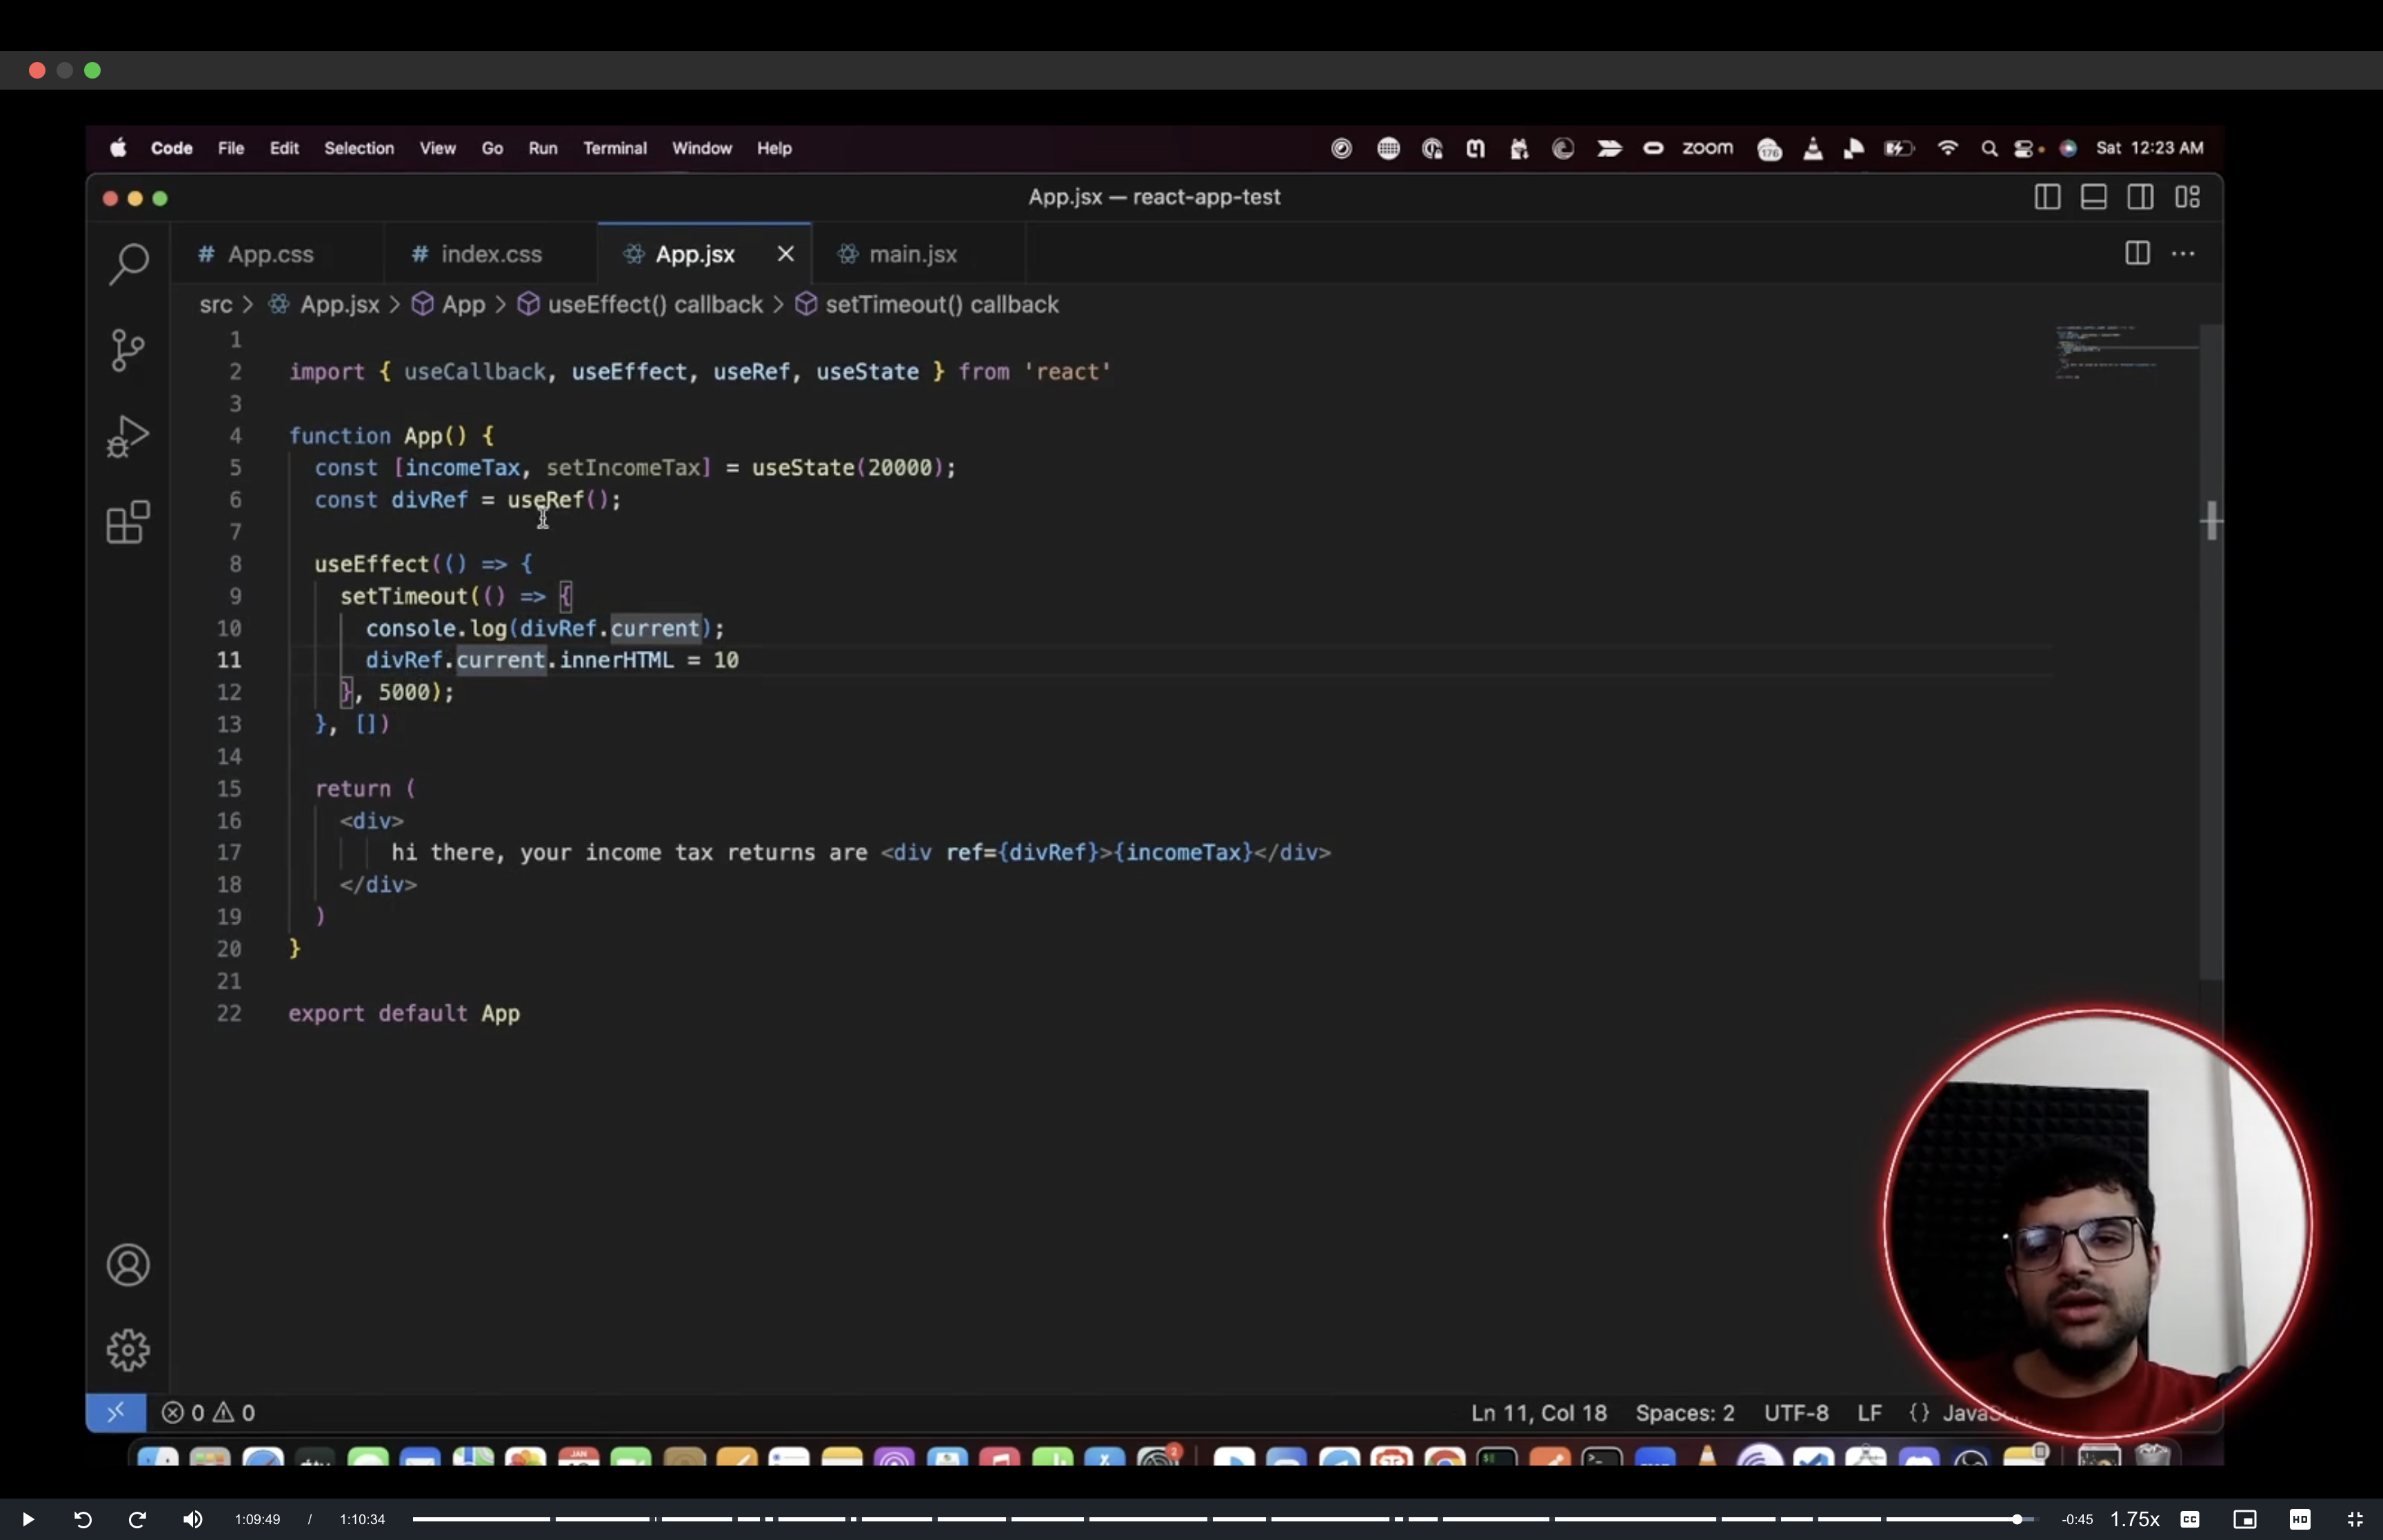 Code File Edit Selection View Go Run Terminal Window Help zoom 176 Sat 12:23 AM
App.jsx — react-app-test
# App.css # index.css App.jsx main.jsx
src > App.jsx > App > useEffect() callback > setTimeout() callback
1
2 import { useCallback, useEffect, useRef, useState } from 'react'
3
4 function App() {
5 const [incomeTax, setIncomeTax] = useState(20000);
6 const divRef = useRef();
7
8 useEffect(() => {
9 setTimeout(() => {
10 console.log(divRef.current);
11 divRef.current.innerHTML = 10
12 }, 5000);
13 }, [])
14
15 return (
16 <div>
17 hi there, your income tax returns are <div ref={divRef}>{incomeTax}</div>
18 </div>
19 )
20 }
21
22 export default App
0 0 Ln 11, Col 18 Spaces: 2 UTF-8 LF {}
JAN 2
1:09:49 / 1:10:34 -0:45 1.75x CC HD